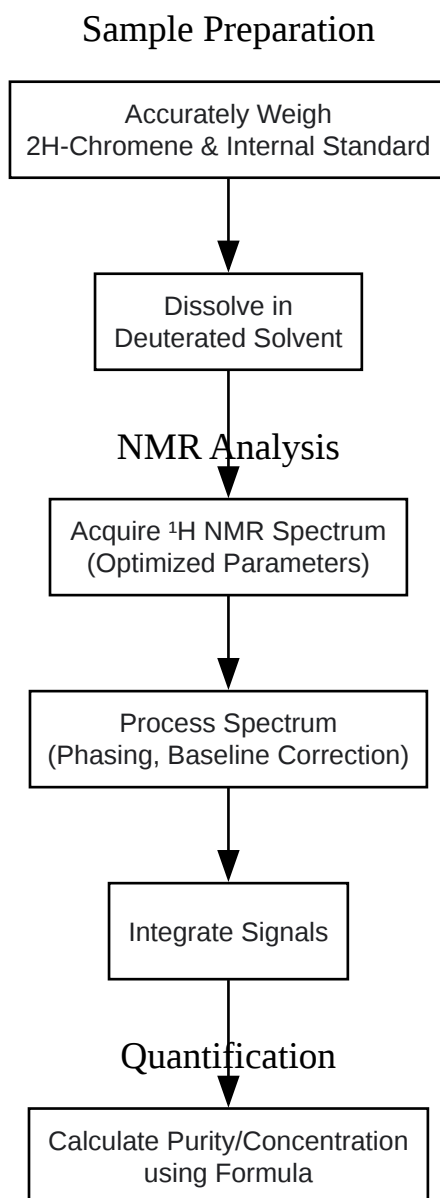 Sample Preparation
Accurately Weigh
2H-Chromene & Internal Standard
Dissolve in
Deuterated Solvent
NMR Analysis
Acquire ¹H NMR Spectrum
(Optimized Parameters)
Process Spectrum
(Phasing, Baseline Correction)
Integrate Signals
Quantification
Calculate Purity/Concentration
using Formula